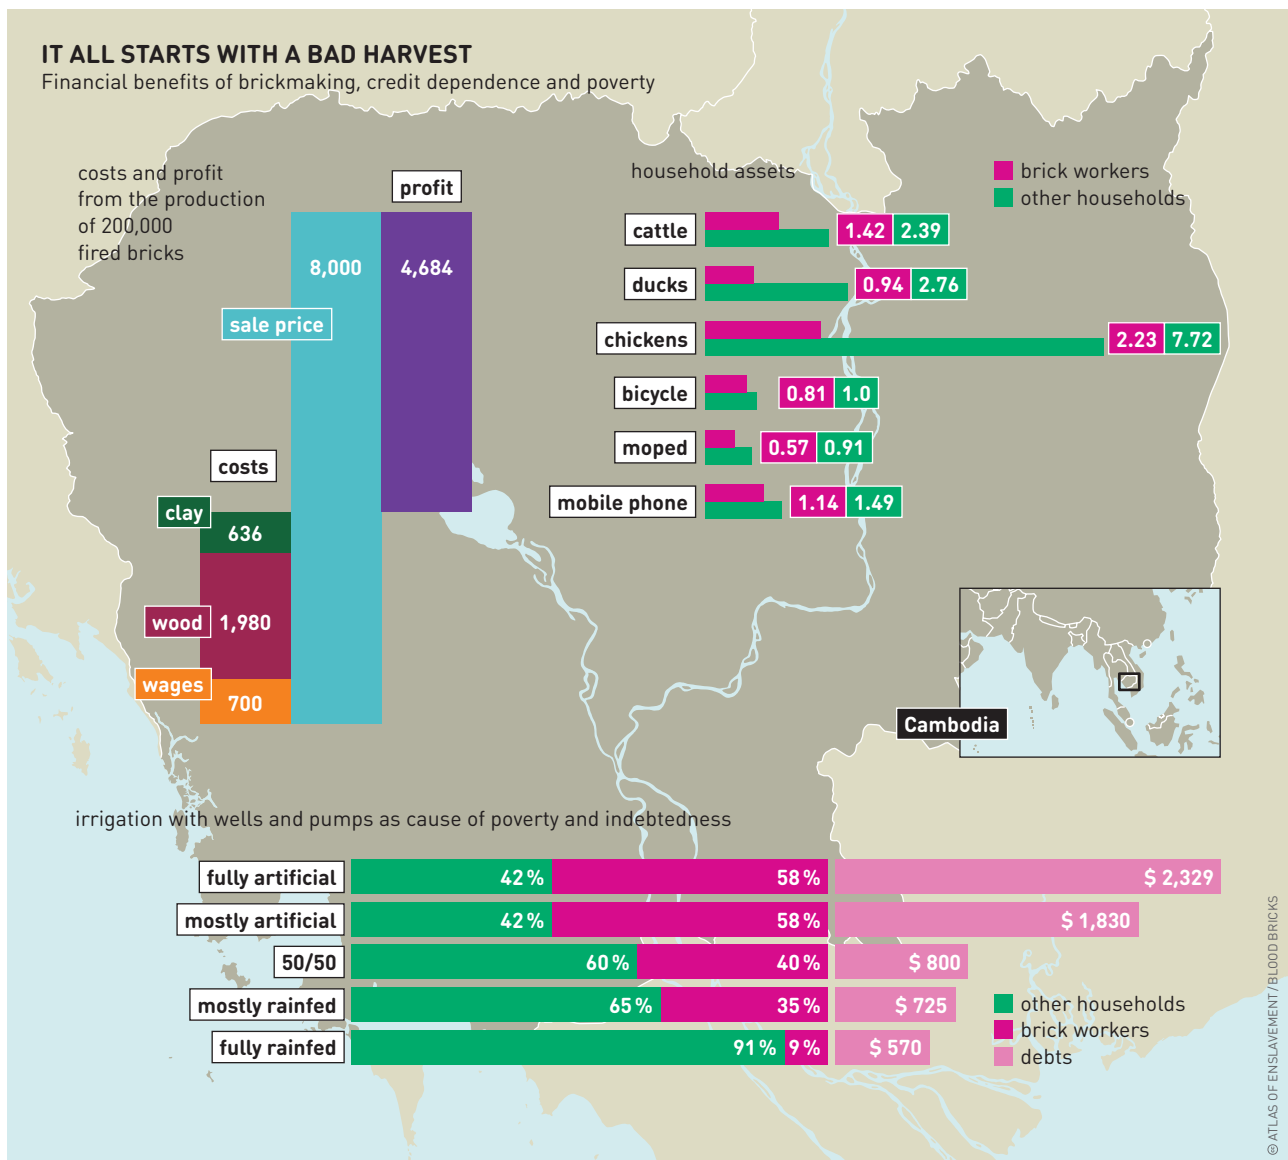 IT ALL STARTS WITH A BAD HARVEST
Financial benefits of brickmaking, credit dependence and poverty
costs and profit
from the production
of 200,000
fired bricks
profit
8,000
4,684
sale price
costs
clay
636
wood
1,980
wages
700
household assets
brick workers
other households
cattle
1.42 2.39
ducks
0.94 2.76
chickens
2.23 7.72
bicycle
0.81 1.0
moped
0.57 0.91
mobile phone
1.14 1.49
Cambodia
irrigation with wells and pumps as cause of poverty and indebtedness
fully artificial 42 % 58 % $ 2,329
mostly artificial 42 % 58 % $ 1,830
50/50 60 % 40 % $ 800
mostly rainfed 65 % 35 % $ 725
fully rainfed 91 % 9 % $ 570
other households
brick workers
debts
© ATLAS OF ENSLAVEMENT / BLOOD BRICKS